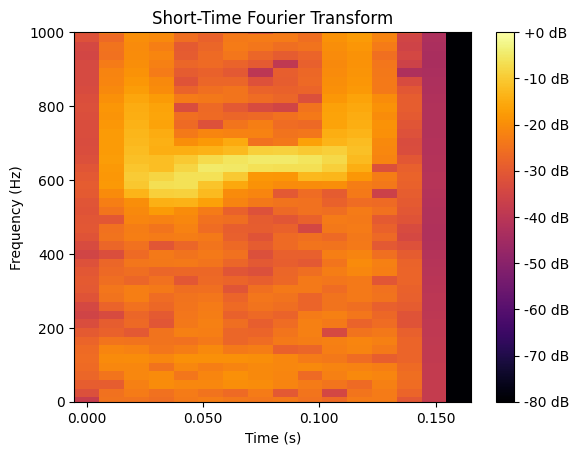 Short-Time Fourier Transform
1000
800
600
400
200
0
Frequency (Hz)
0.000
0.050
0.100
0.150
Time (s)
+0 dB
-10 dB
-20 dB
-30 dB
-40 dB
-50 dB
-60 dB
-70 dB
-80 dB